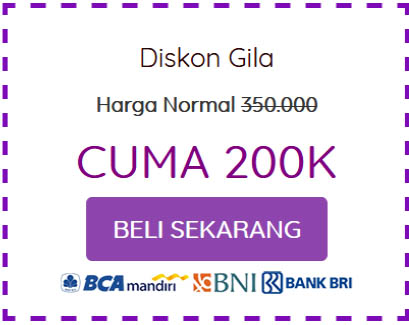 Diskon Gila
Harga Normal 350.000
CUMA 200K
BELI SEKARANG
BCA mandiri BNI BANK BRI